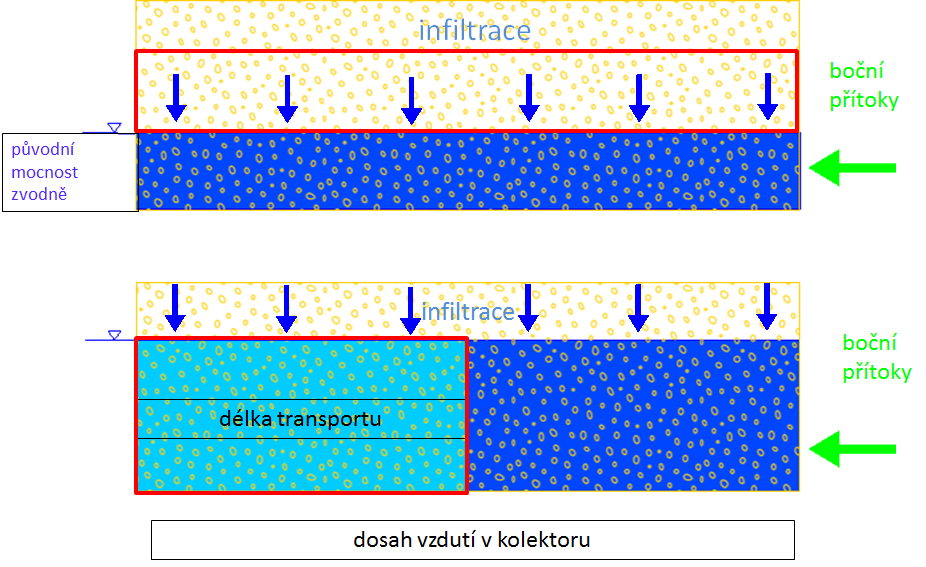 infiltrace
boční
přítoky
původní
mocnost
zvodně
infiltrace
boční
přítoky
délka transportu
dosah vzdutí v kolektoru